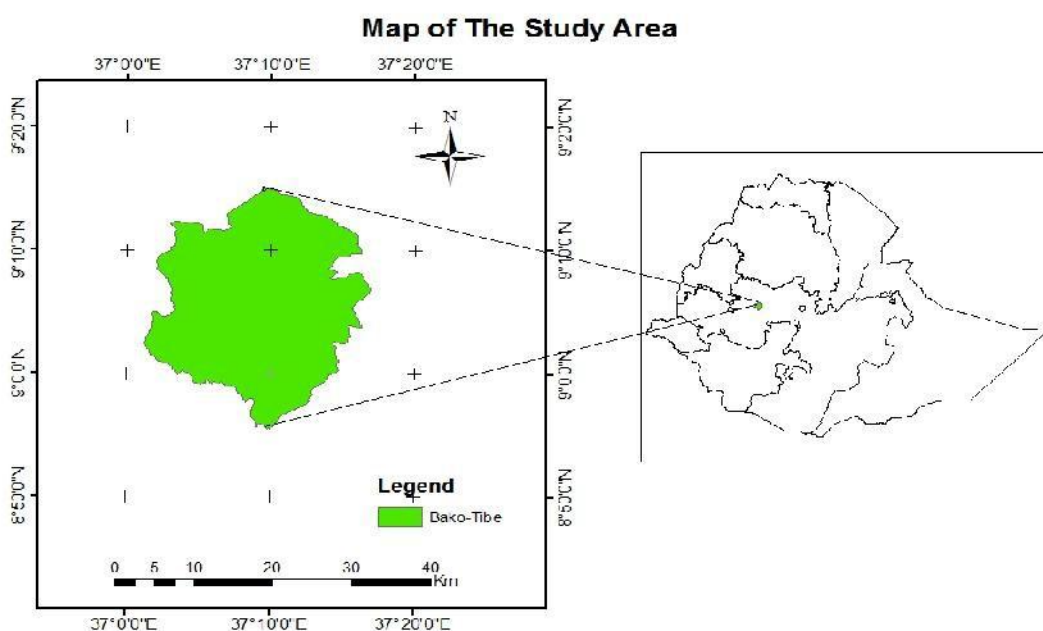 Map of The Study Area
37°0'0"E 37°10'0"E 37°20'0"E
9°20'0"N 9°20'0"N
N
9°10'0"N 9°10'0"N
9°0'0"N 9°0'0"N
Legend
Bako-Tibe
8°50'0"N 8°50'0"N
0 5 10 20 30 40
Km
37°0'0"E 37°10'0"E 37°20'0"E